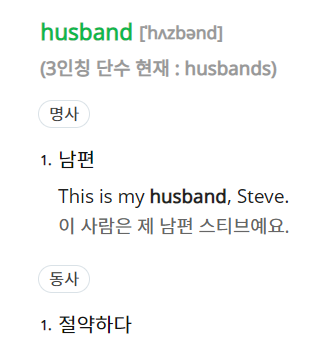 husband ['hʌzbənd]
(3인칭 단수 현재 : husbands)
명사
1. 남편
This is my husband, Steve.
이 사람은 제 남편 스티브예요.
동사
1. 절약하다